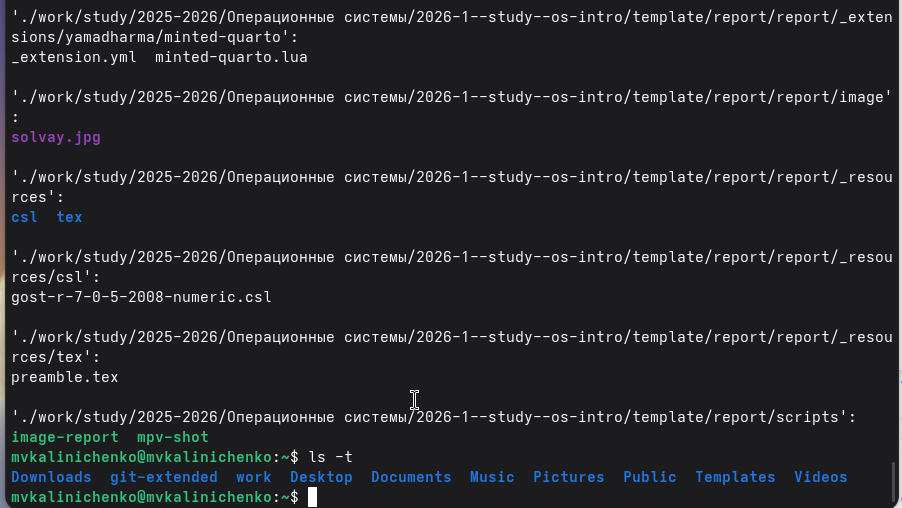 './work/study/2025-2026/Операционные системы/2026-1--study--os-intro/template/report/report/_exten
sions/yamadharma/minted-quarto':
_extension.yml  minted-quarto.lua
'./work/study/2025-2026/Операционные системы/2026-1--study--os-intro/template/report/report/image'
:
solvay.jpg
'./work/study/2025-2026/Операционные системы/2026-1--study--os-intro/template/report/report/_resou
rces':
csl  tex
'./work/study/2025-2026/Операционные системы/2026-1--study--os-intro/template/report/report/_resou
rces/csl':
gost-r-7-0-5-2008-numeric.csl
'./work/study/2025-2026/Операционные системы/2026-1--study--os-intro/template/report/report/_resou
rces/tex':
preamble.tex
'./work/study/2025-2026/Операционные системы/2026-1--study--os-intro/template/report/scripts':
image-report  mpv-shot
mvkalinichenko@mvkalinichenko:~$ ls -t
Downloads  git-extended  work  Desktop  Documents  Music  Pictures  Public  Templates  Videos
mvkalinichenko@mvkalinichenko:~$